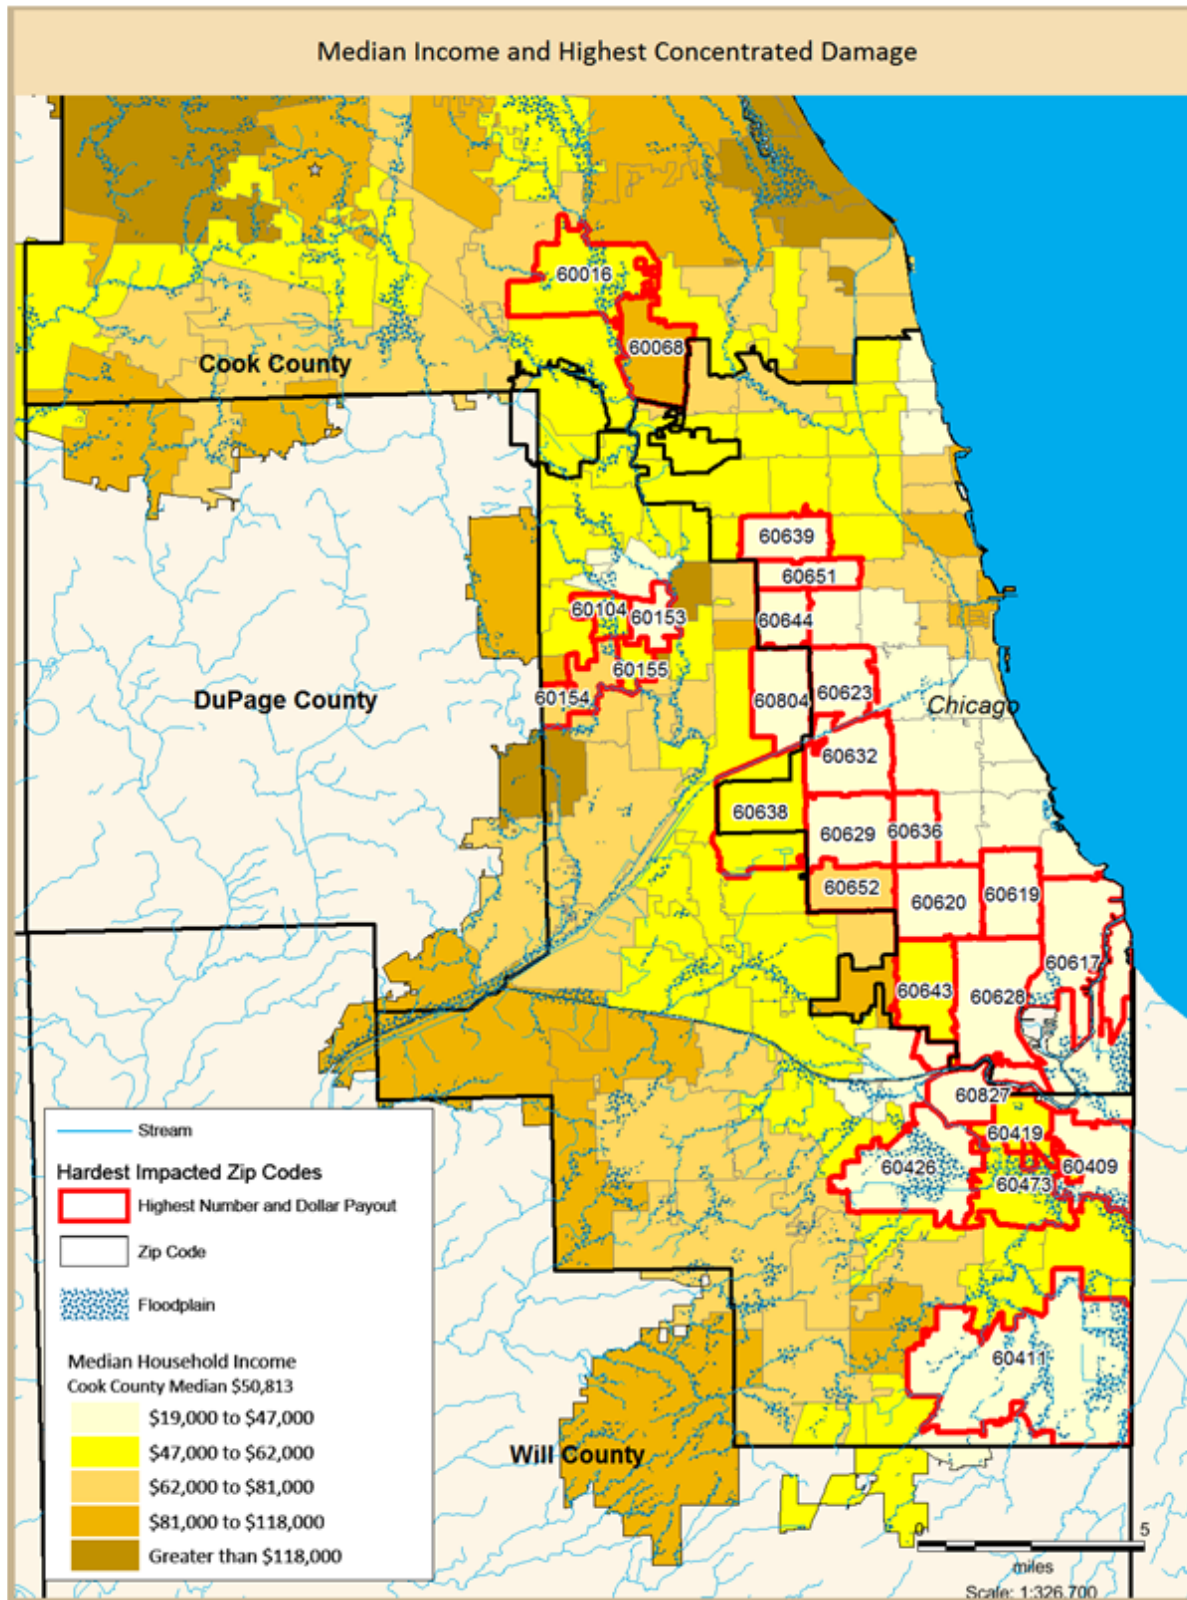 Median Income and Highest Concentrated Damage
60016
60068
Cook County
60639
60651
60104
60153
60644
60155
60154
60804
60623
DuPage County
Chicago
60632
60638
60629
60636
60652
60620
60619
60617
60643
60628
60827
60419
60426
60409
60473
60411
Will County
Stream
Hardest Impacted Zip Codes
Highest Number and Dollar Payout
Zip Code
Floodplain
Median Household Income
Cook County Median $50,813
$19,000 to $47,000
$47,000 to $62,000
$62,000 to $81,000
$81,000 to $118,000
Greater than $118,000
0 5
miles
Scale: 1:326,700